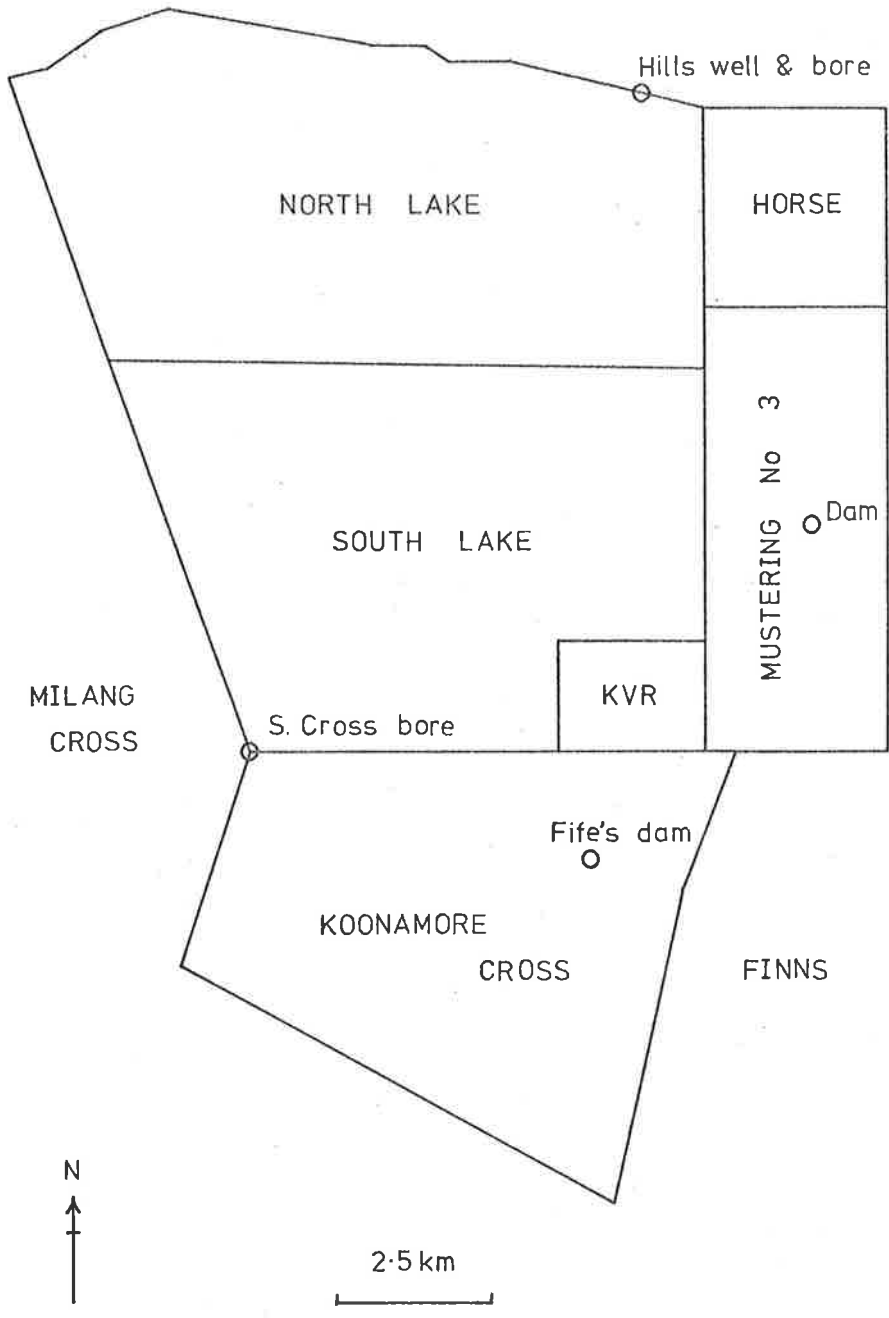 Hills well & bore
NORTH LAKE
HORSE
MUSTERING No 3
Dam
SOUTH LAKE
KVR
MILANG
CROSS
S. Cross bore
Fife's dam
KOONAMORE
CROSS
FINNS
N
2·5 km